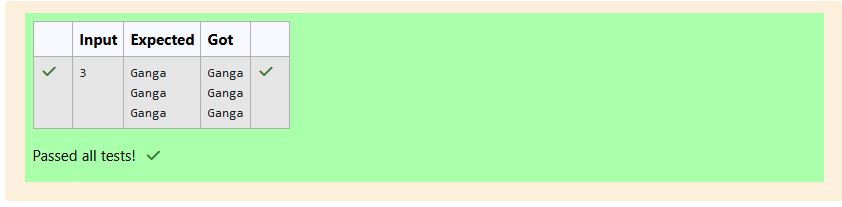 Input Expected Got
3 Ganga Ganga
Ganga Ganga
Ganga Ganga
Passed all tests!